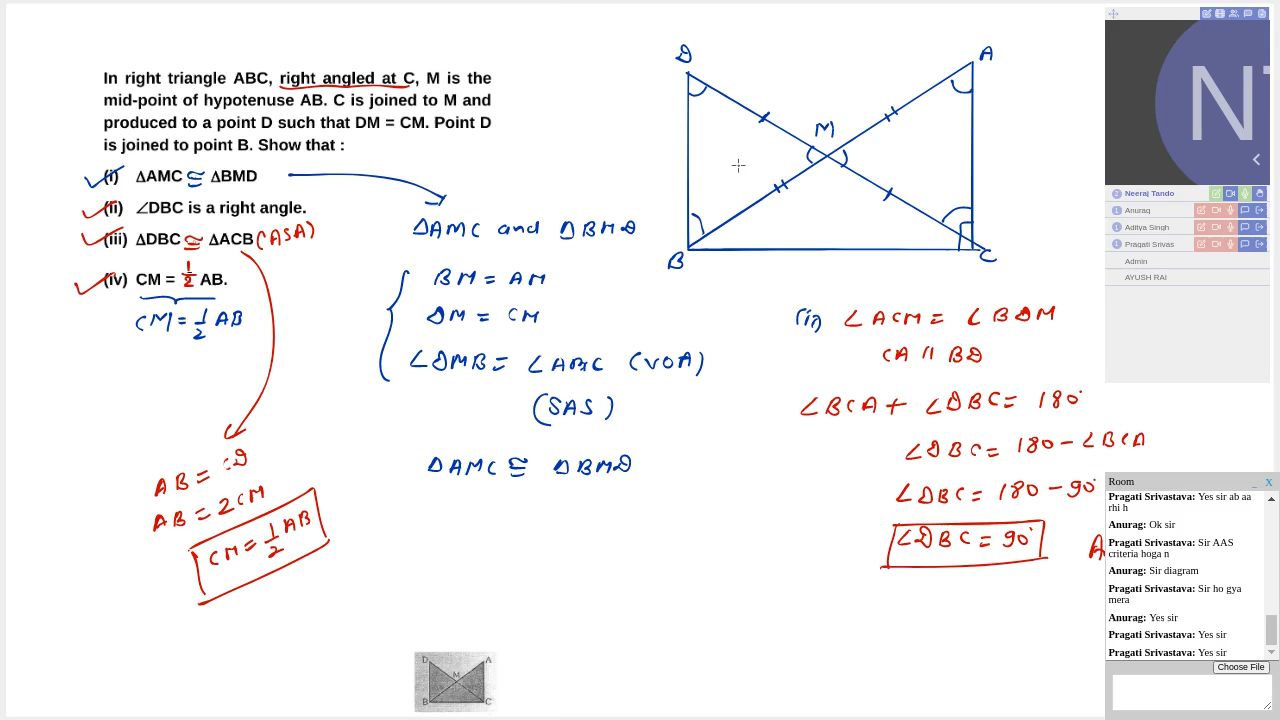 In right triangle ABC, right angled at C, M is the
mid-point of hypotenuse AB. C is joined to M and
produced to a point D such that DM = CM. Point D
is joined to point B. Show that :
(i) ΔAMC ≅ ΔBMD
(ii) ∠DBC is a right angle.
(iii) ΔDBC ≅ ΔACB (ASA)
(iv) CM = 1/2 AB.
CM = 1/2 AB
AB = CD
AB = 2CM
CM = 1/2 AB
ΔAMC and ΔBMD
BM = AM
DM = CM
∠DMB = ∠AMC (VOA)
(SAS)
ΔAMC ≅ ΔBMD
D
A
M
B
C
(ii) ∠ACM = ∠BDM
CA || BD
∠BCA + ∠DBC = 180°
∠DBC = 180 - ∠BCA
∠DBC = 180 - 90°
∠DBC = 90°
A
D
A
M
B
C
NT
Neeraj Tando
1 Anuraq
1 Aditya Singh
1 Pragati Srivas
Admin
AYUSH RAI
Room
_ X
Pragati Srivastava: Yes sir ab aa
rhi h
Anurag: Ok sir
Pragati Srivastava: Sir AAS
criteria hoga n
Anurag: Sir diagram
Pragati Srivastava: Sir ho gya
mera
Anurag: Yes sir
Pragati Srivastava: Yes sir
Pragati Srivastava: Yes sir
Choose File